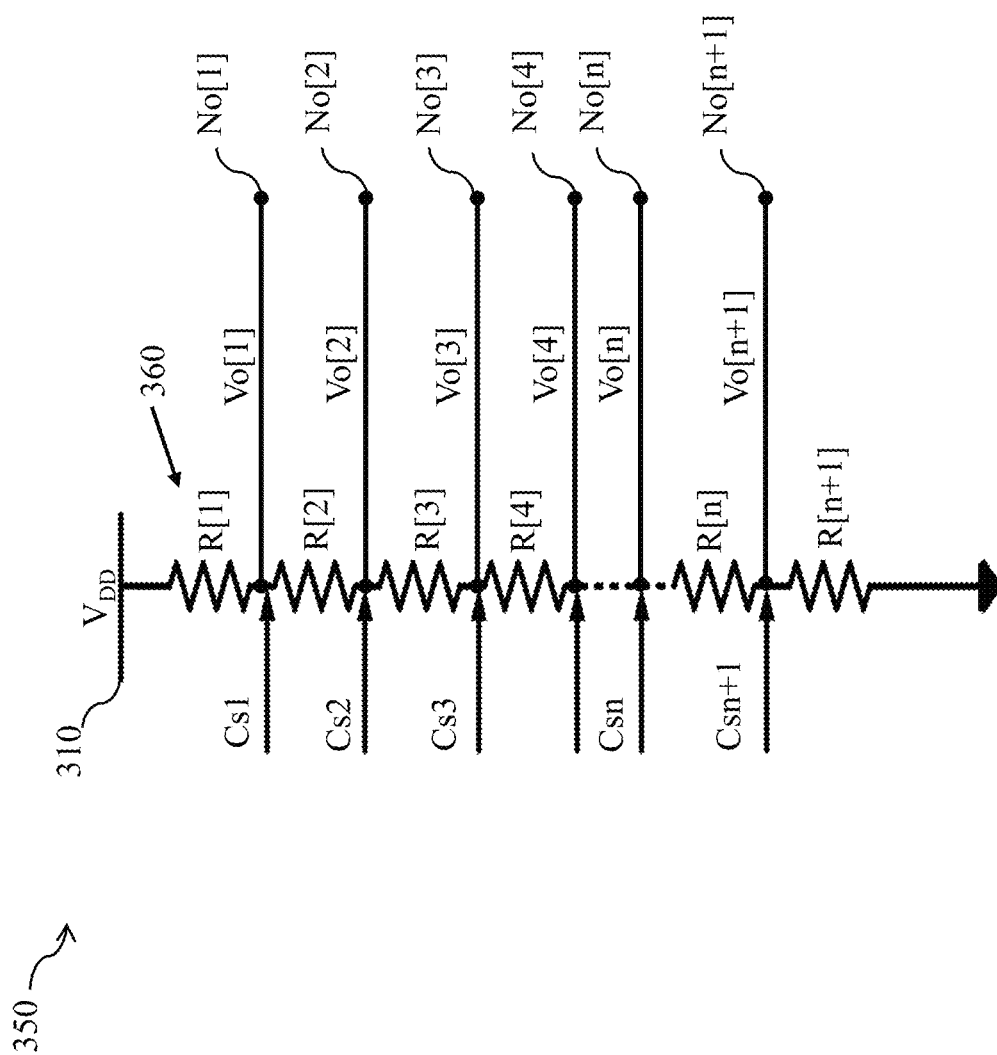 350
310
V_DD
360
R[1]
R[2]
R[3]
R[4]
R[n]
R[n+1]
Cs1
Cs2
Cs3
Csn
Csn+1
Vo[1]
Vo[2]
Vo[3]
Vo[4]
Vo[n]
Vo[n+1]
No[1]
No[2]
No[3]
No[4]
No[n]
No[n+1]